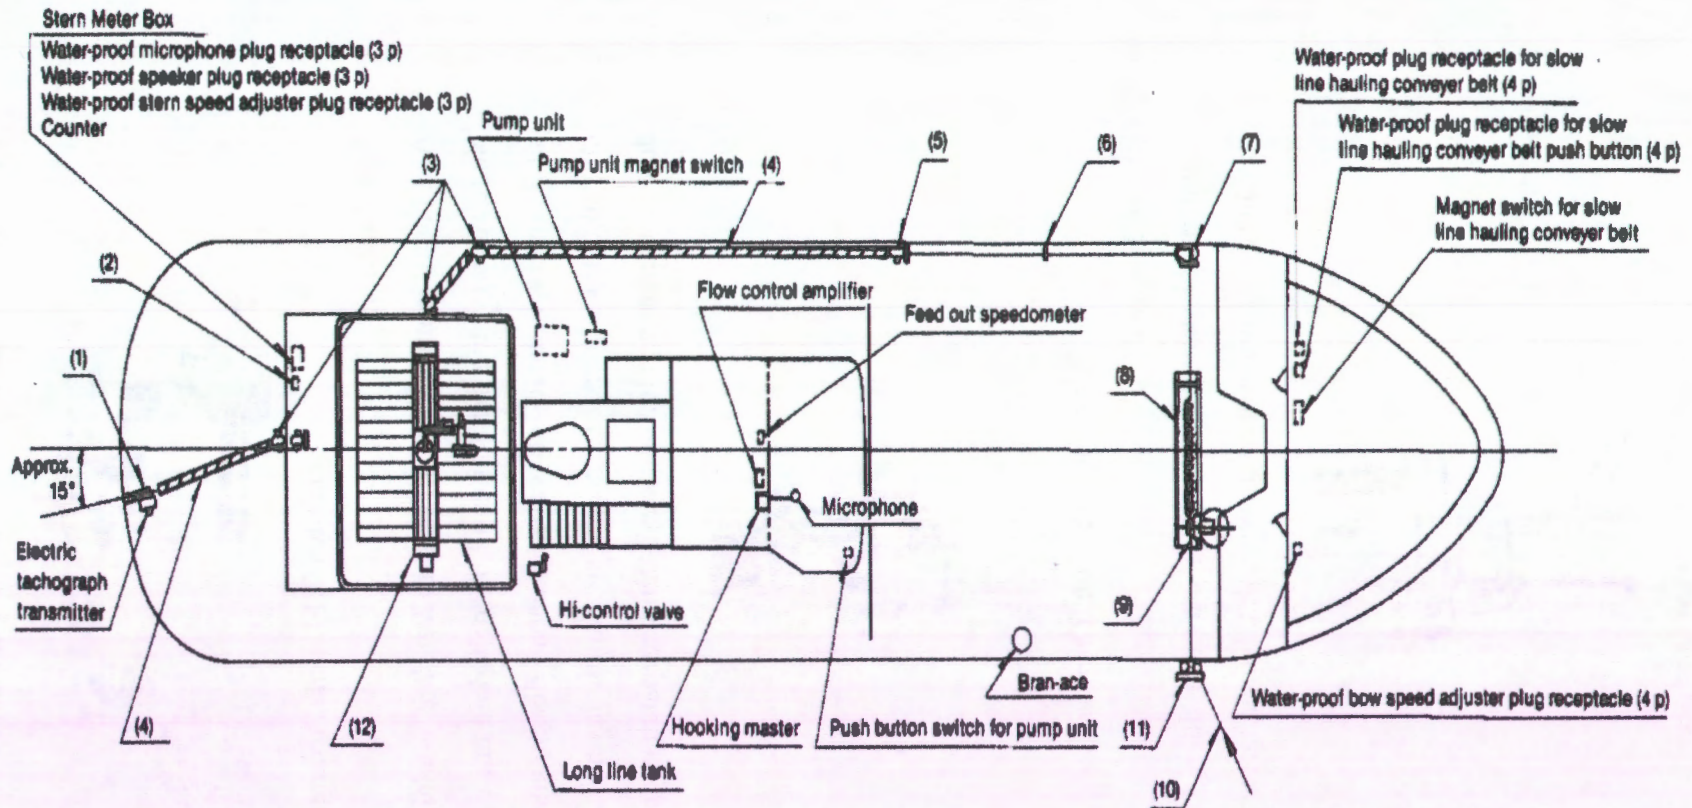 Stern Meter Box
Water-proof microphone plug receptacle (3 p)
Water-proof speaker plug receptacle (3 p)
Water-proof stern speed adjuster plug receptacle (3 p)
Counter
Pump unit
Pump unit magnet switch
(3)
(4)
(5)
(6)
(7)
Water-proof plug receptacle for slow
line hauling conveyer belt (4 p)
Water-proof plug receptacle for slow
line hauling conveyer belt push button (4 p)
Magnet switch for slow
line hauling conveyer belt
(2)
(1)
Flow control amplifier
Feed out speedometer
(8)
Approx.
15°
Microphone
Electric
tachograph
transmitter
Hi-control valve
(9)
Bran-ace
Water-proof bow speed adjuster plug receptacle (4 p)
(4)
(12)
Hooking master
Push button switch for pump unit
(11)
Long line tank
(10)